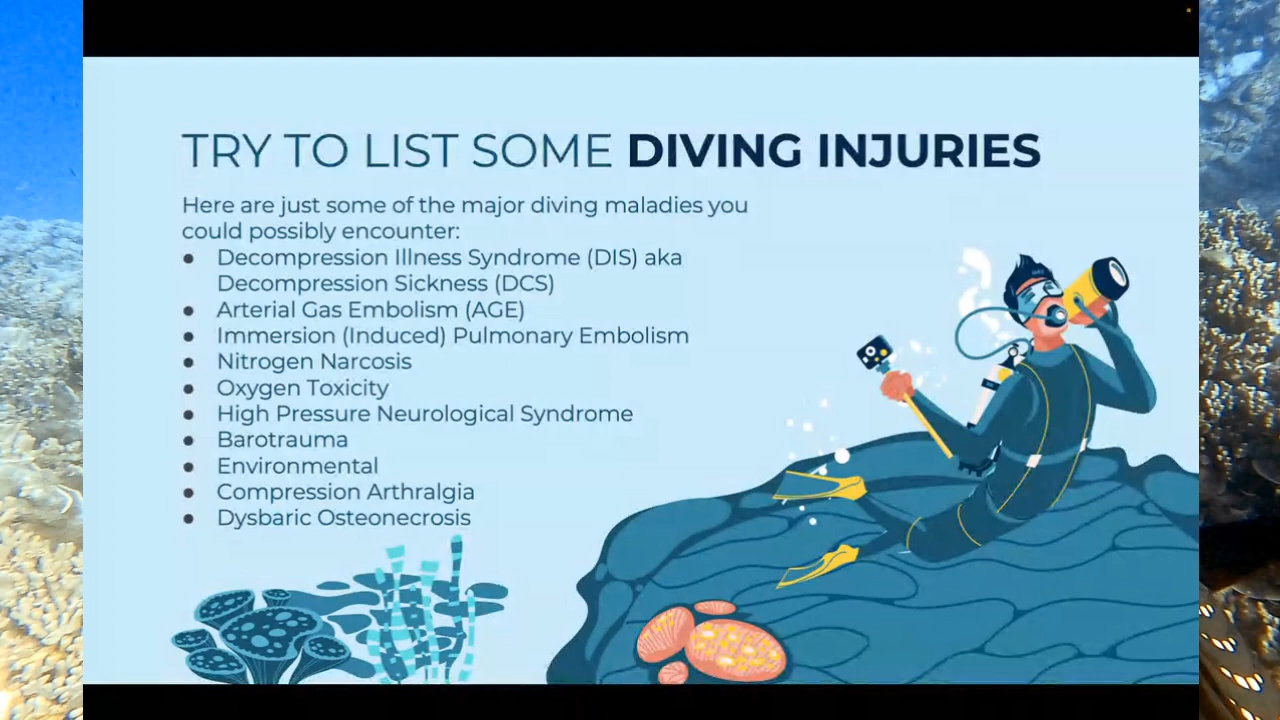 TRY TO LIST SOME DIVING INJURIES
Here are just some of the major diving maladies you
could possibly encounter:
● Decompression Illness Syndrome (DIS) aka
Decompression Sickness (DCS)
● Arterial Gas Embolism (AGE)
● Immersion (Induced) Pulmonary Embolism
● Nitrogen Narcosis
● Oxygen Toxicity
● High Pressure Neurological Syndrome
● Barotrauma
● Environmental
● Compression Arthralgia
● Dysbaric Osteonecrosis